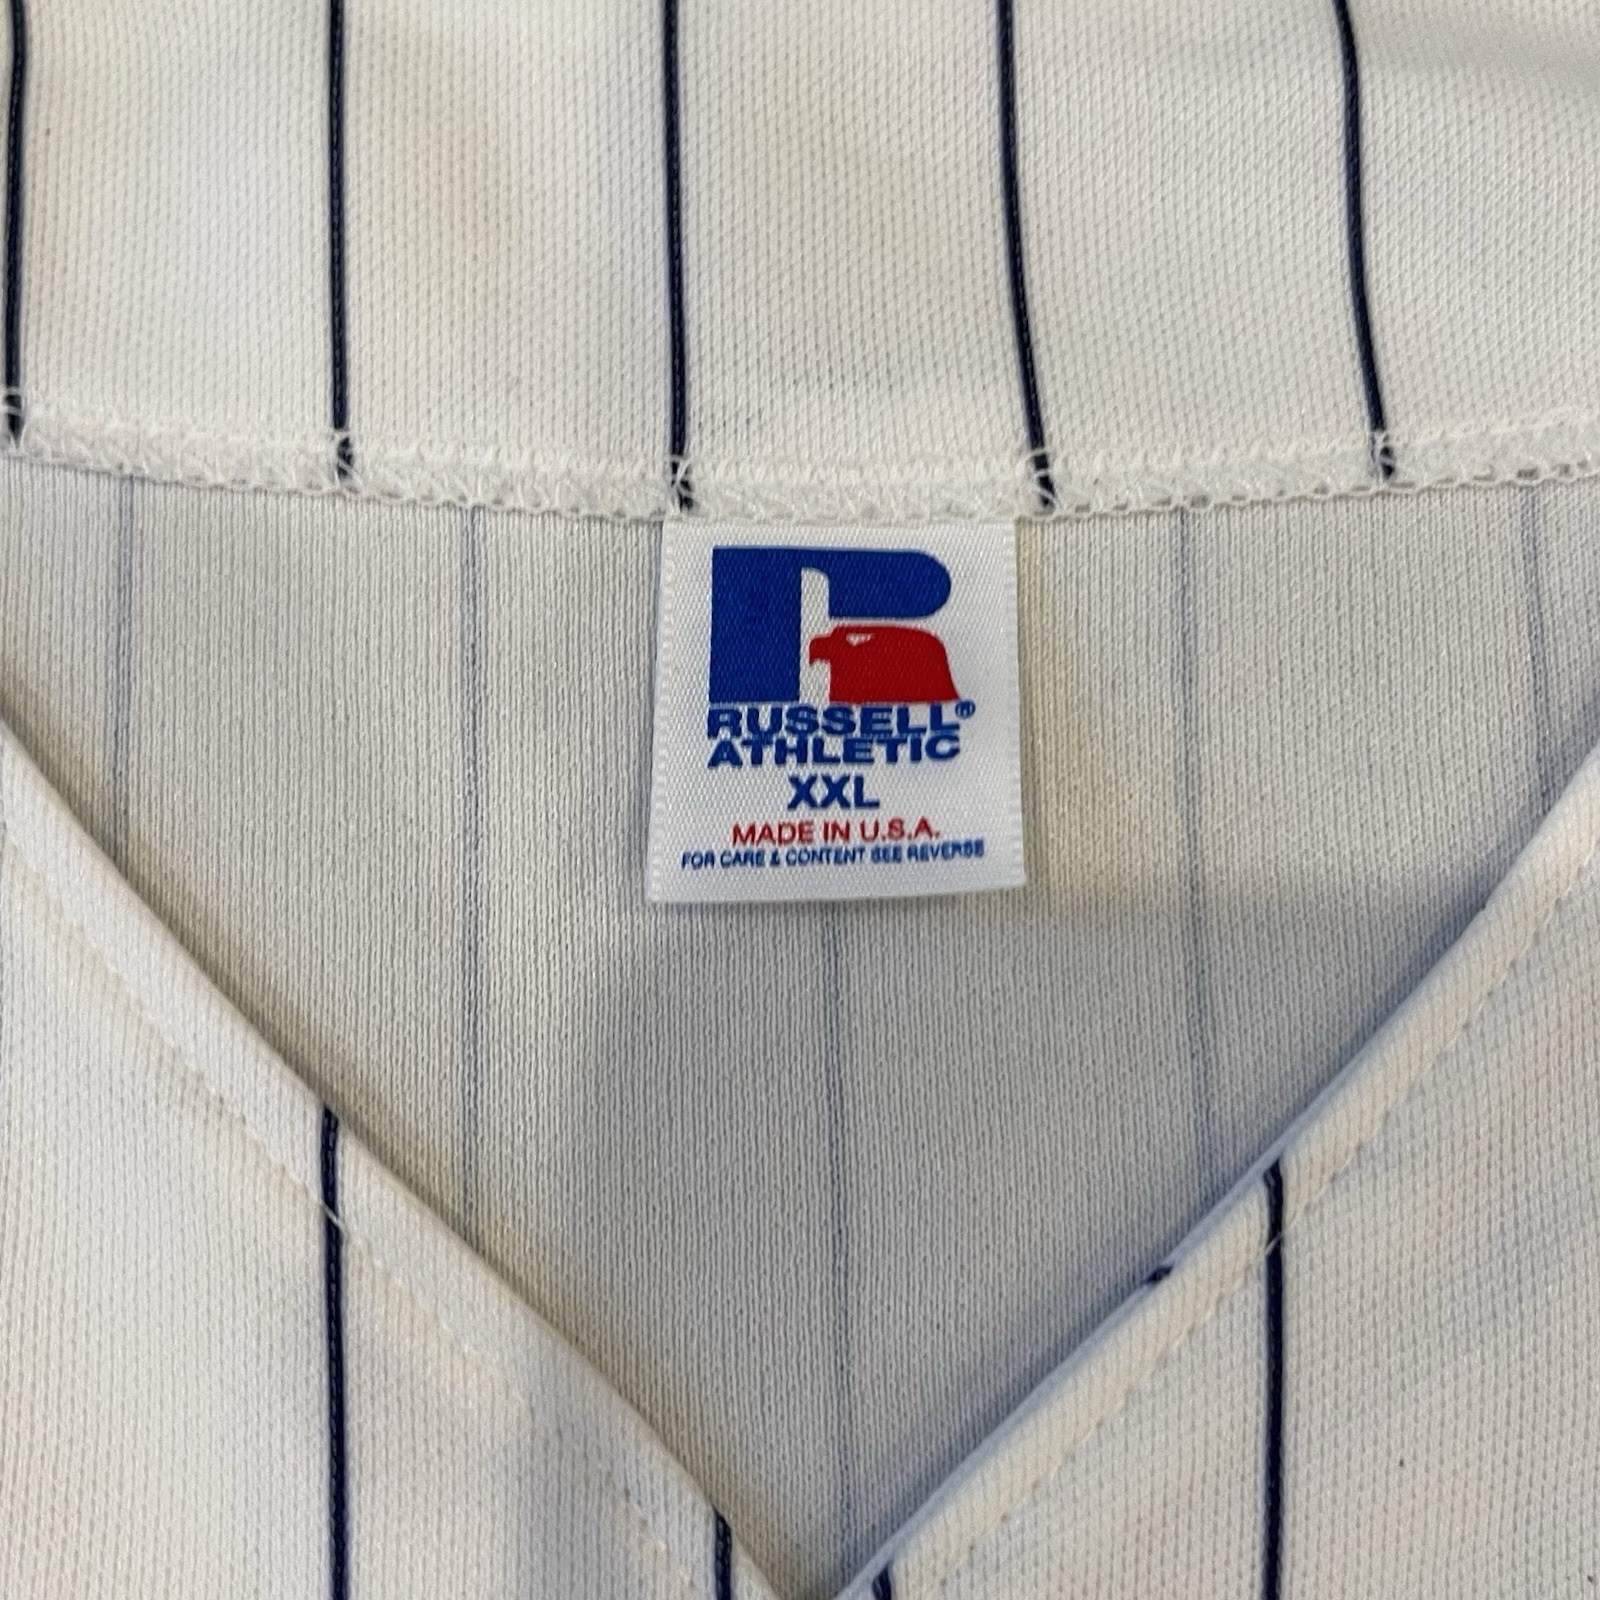 RUSSELL®
ATHLETIC
XXL
MADE IN U.S.A.
FOR CARE & CONTENT SEE REVERSE